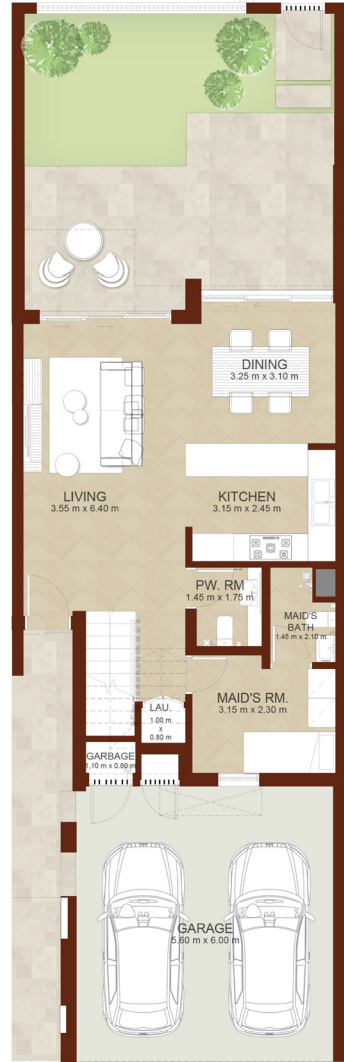 DINING
3.25 m x 3.10 m
LIVING
3.55 m x 6.40 m
KITCHEN
3.15 m x 2.45 m
PW. RM
1.45 m x 1.75 m
MAID'S
BATH
1.45 m x 2.10 m
MAID'S RM.
3.15 m x 2.30 m
LAU.
1.00 m
x
0.80 m
GARBAGE
1.10 m x 0.80 m
GARAGE
5.60 m x 6.00 m